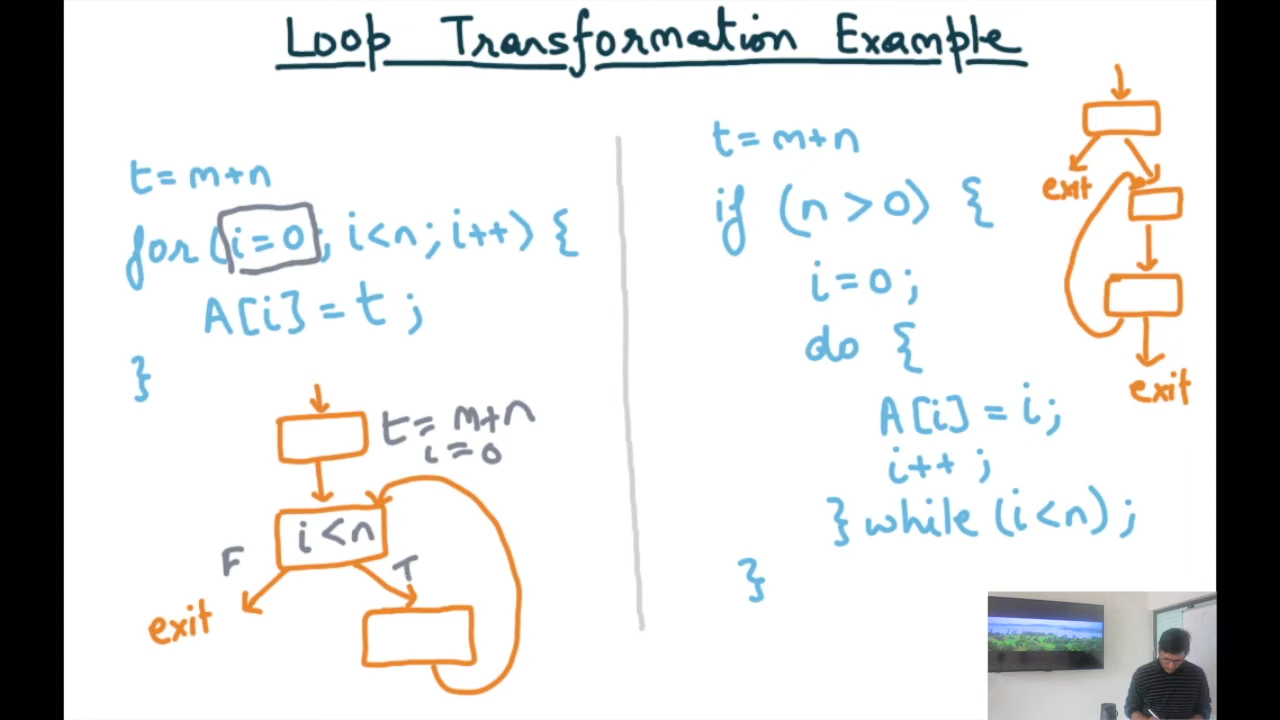 Loop Transformation Example
t = m+n
for (i = 0; i<n; i++) {
A[i] = t;
}
t = m+n
i = 0
i < n
F
T
exit
t = m+n
if (n > 0) {
i = 0;
do {
A[i] = i;
i++;
} while (i<n);
}
exit
exit